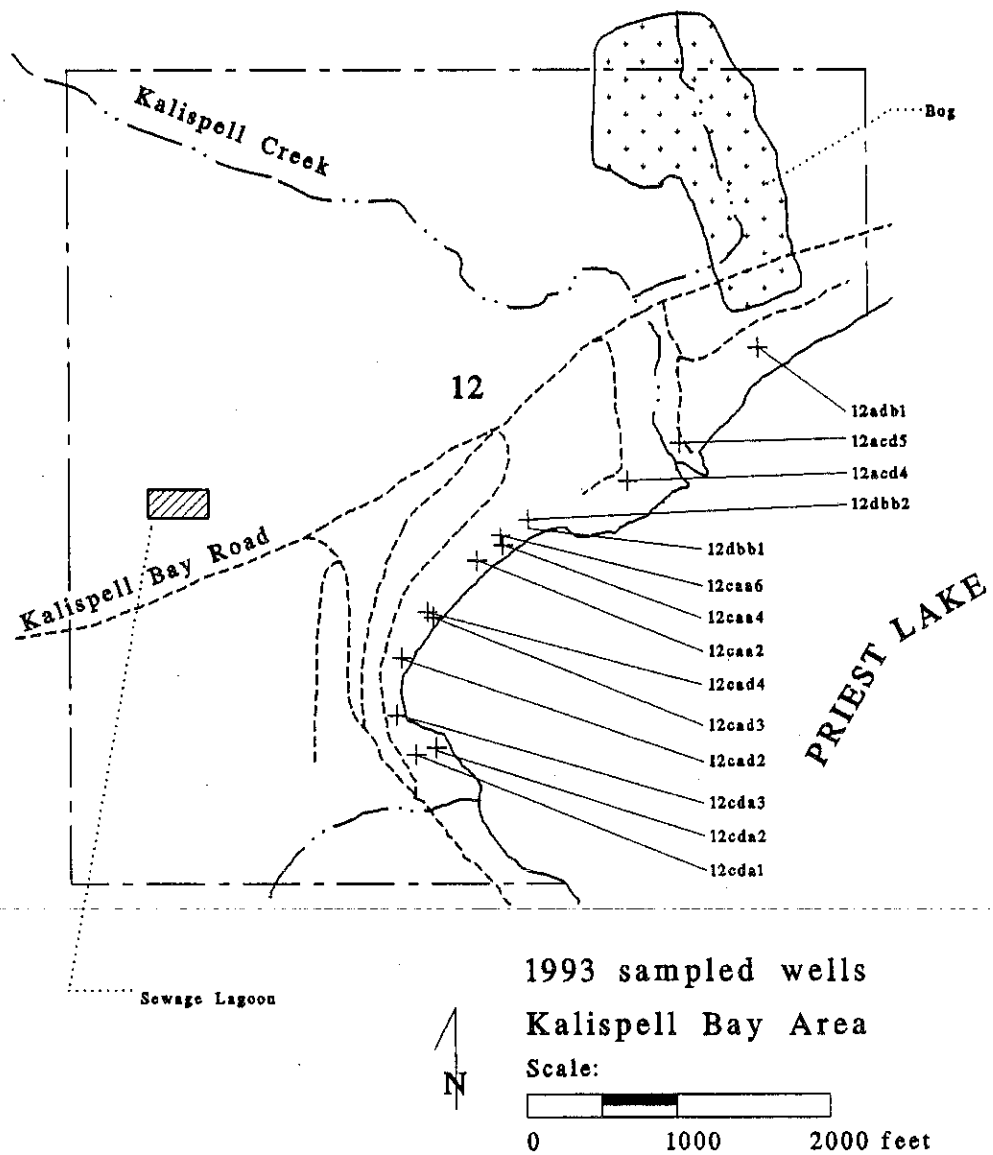 Kalispell Creek
Bog
12
12adb1
12acd5
12acd4
12dbb2
12dbb1
12caa6
12caa4
12caa2
12cad4
12cad3
12cad2
12cda3
12cda2
12cda1
Kalispell Bay Road
PRIEST LAKE
Sewage Lagoon
N
1993 sampled wells
Kalispell Bay Area
Scale:
0 1000 2000 feet